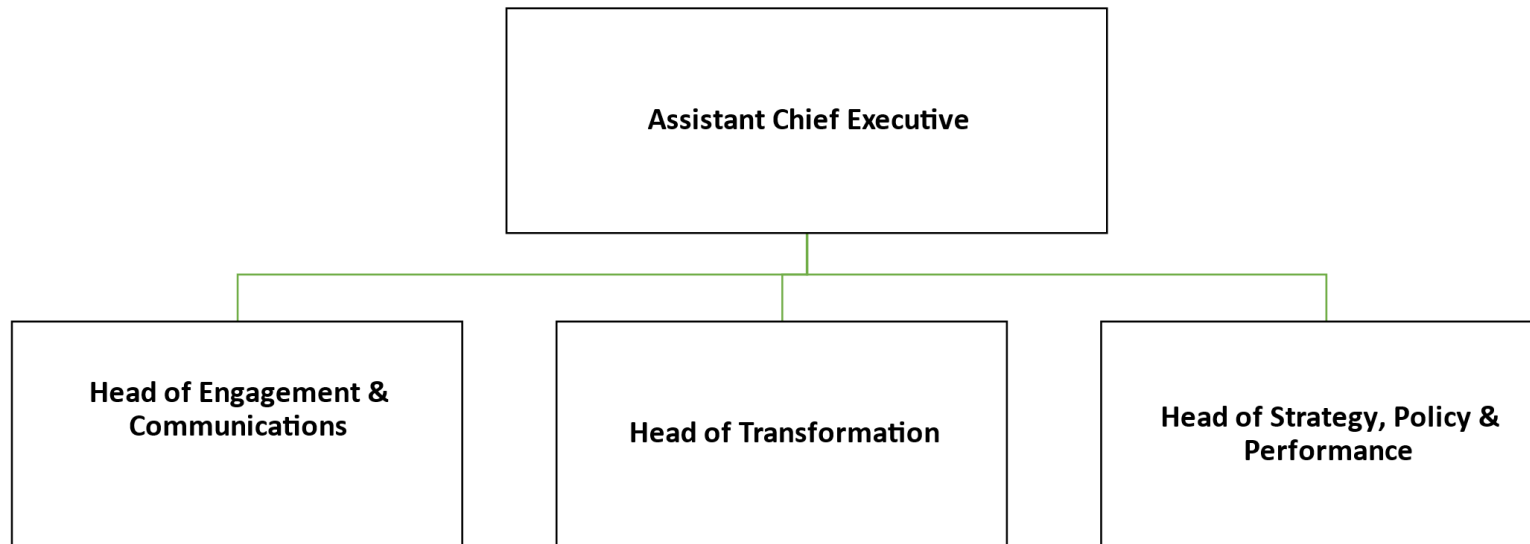 Assistant Chief Executive
Head of Engagement &
Communications
Head of Transformation
Head of Strategy, Policy &
Performance